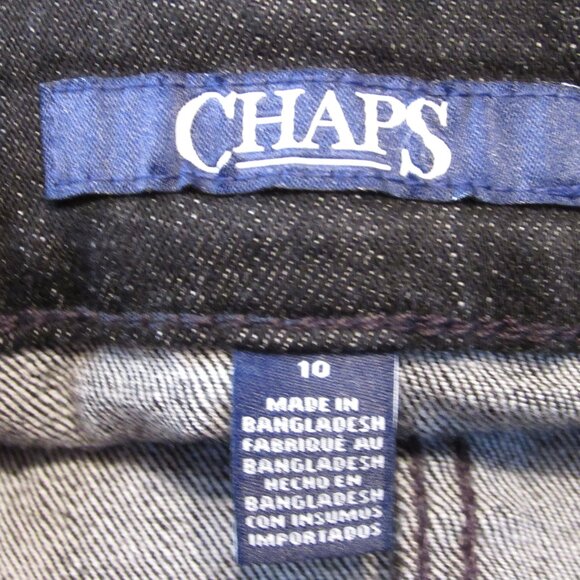 CHAPS
10
MADE IN
BANGLADESH
FABRIQUÉ AU
BANGLADESH
HECHO EN
BANGLADESH
CON INSUMOS
IMPORTADOS